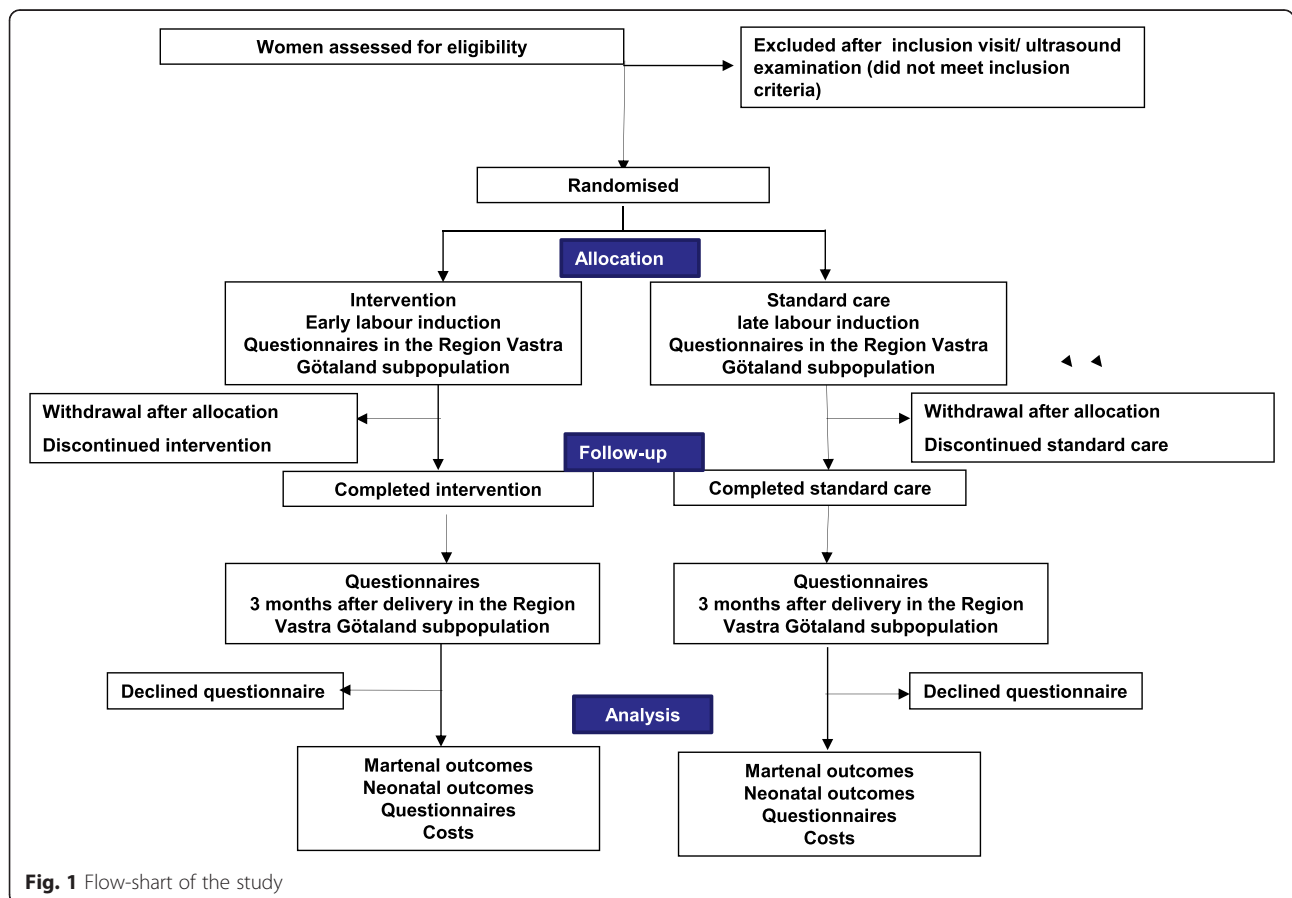 Women assessed for eligibility
Excluded after inclusion visit/ ultrasound
examination (did not meet inclusion
criteria)
Randomised
Allocation
Intervention
Early labour induction
Questionnaires in the Region Vastra
Götaland subpopulation
Standard care
late labour induction
Questionnaires in the Region Vastra
Götaland subpopulation
Withdrawal after allocation
Discontinued intervention
Withdrawal after allocation
Discontinued standard care
Follow-up
Completed intervention
Completed standard care
Questionnaires
3 months after delivery in the Region
Vastra Götaland subpopulation
Questionnaires
3 months after delivery in the Region
Vastra Götaland subpopulation
Declined questionnaire
Declined questionnaire
Analysis
Martenal outcomes
Neonatal outcomes
Questionnaires
Costs
Martenal outcomes
Neonatal outcomes
Questionnaires
Costs
Fig. 1 Flow-shart of the study